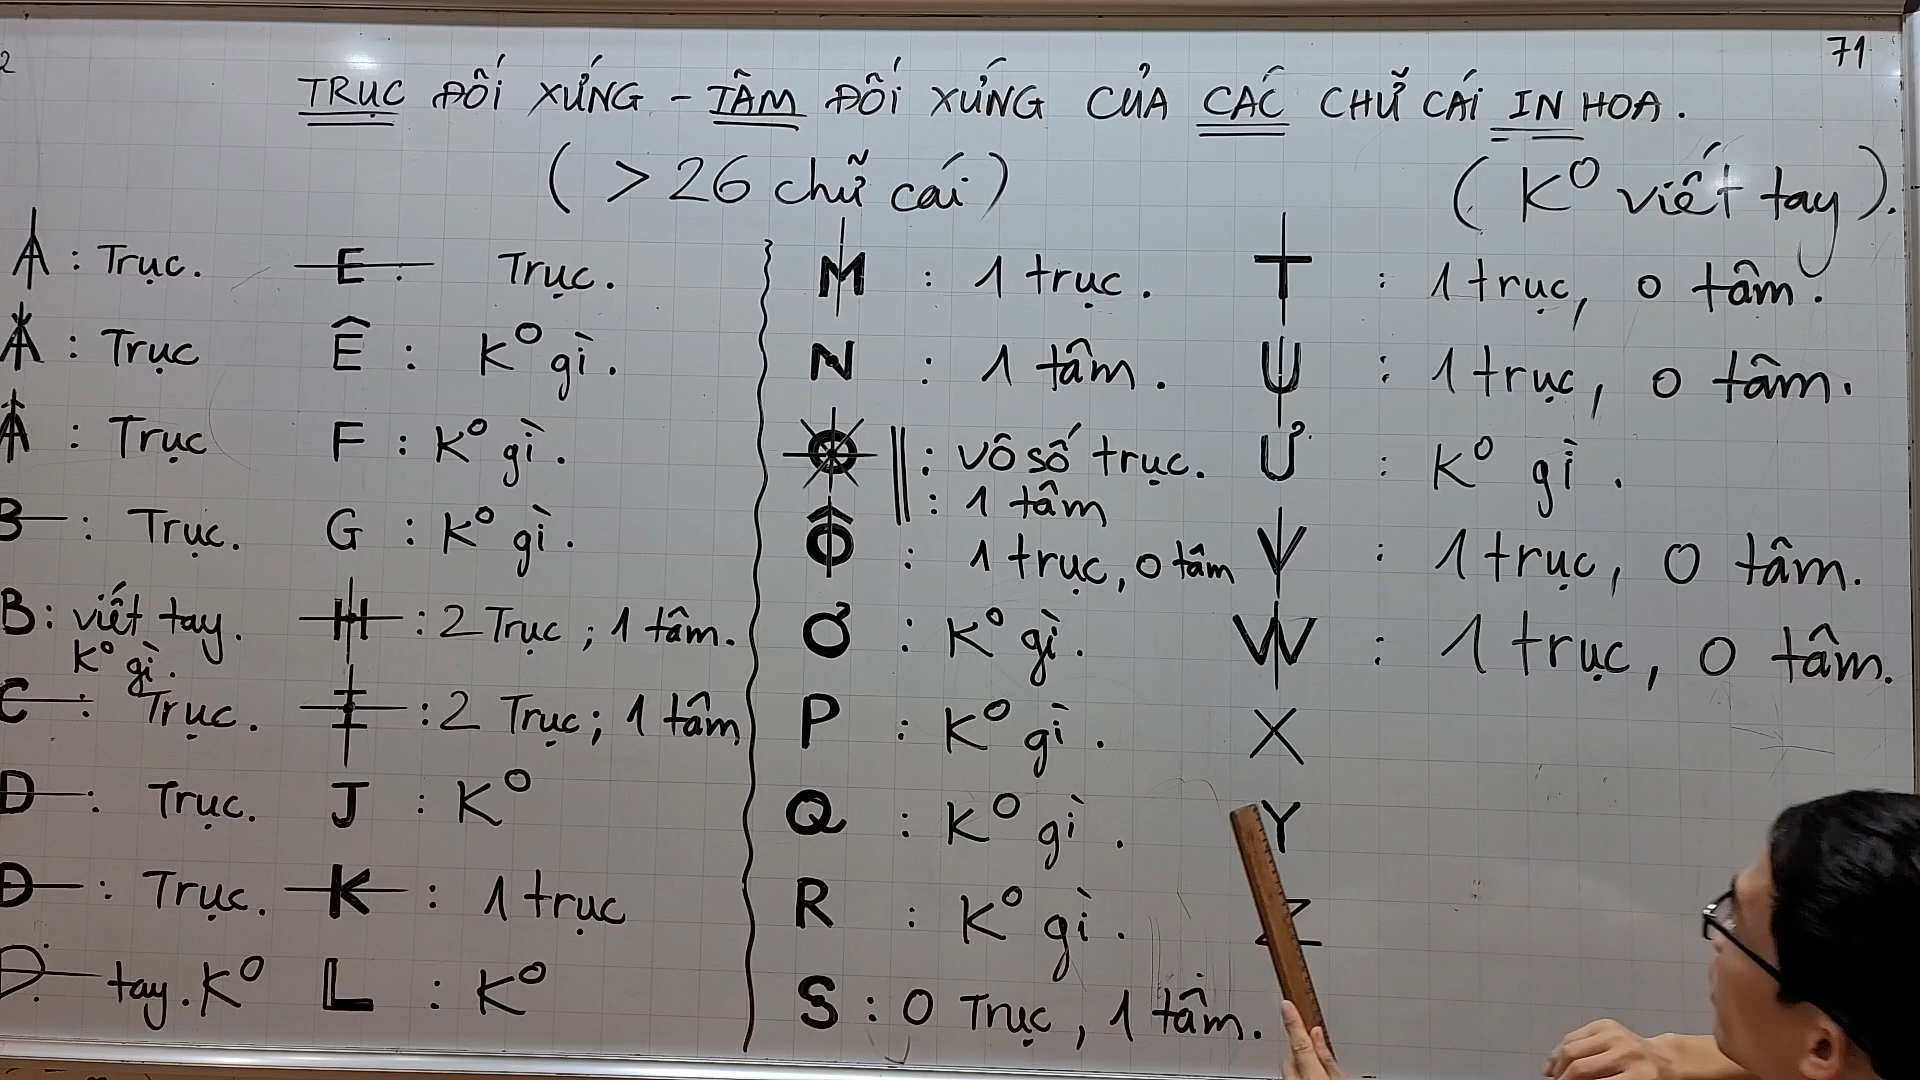 2
71
TRỤC ĐỐI XỨNG - TÂM ĐỐI XỨNG CỦA CÁC CHỮ CÁI IN HOA.
( > 26 chữ cái )
( K⁰ viết tay ).
A : Trục.
Ă : Trục
 : Trục
B : Trục.
B : viết tay.
K⁰ gì.
C : Trục.
D : Trục.
Đ : Trục.
D tay. K⁰
E : Trục.
Ê : K⁰ gì.
F : K⁰ gì.
G : K⁰ gì.
H : 2 Trục ; 1 tâm.
I : 2 Trục ; 1 tâm
J : K⁰
K : 1 trục
L : K⁰
M : 1 trục.
N : 1 tâm.
O : vô số trục.
: 1 tâm
Ô : 1 trục, 0 tâm
Ơ : K⁰ gì.
P : K⁰ gì.
Q : K⁰ gì.
R : K⁰ gì.
S : 0 Trục, 1 tâm.
T : 1 trục, 0 tâm.
U : 1 trục, 0 tâm.
Ư : K⁰ gì.
V : 1 trục, 0 tâm.
W : 1 trục, 0 tâm.
X
Y
Z